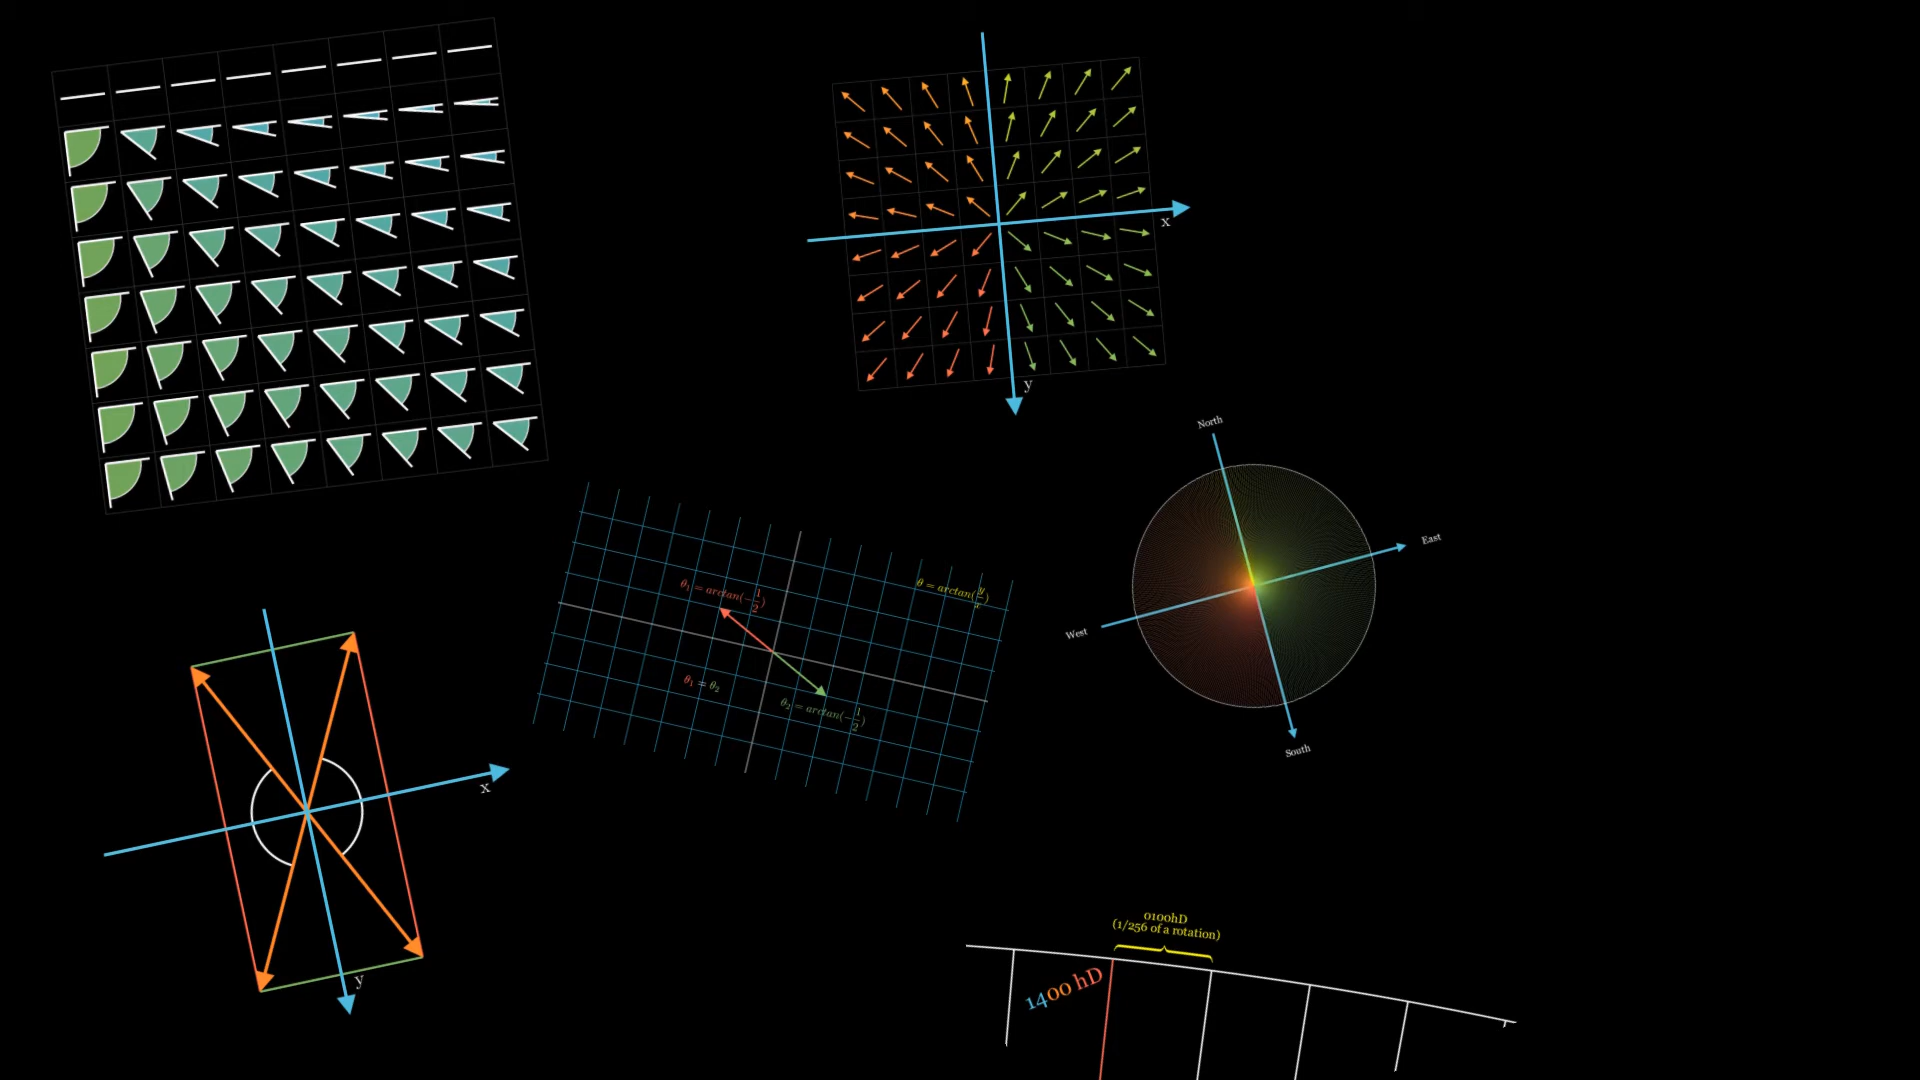 x
y
North
East
West
South
θ₁ = arctan(-1/2)
θ = arctan(y/x)
θ₁ = θ₂
θ₂ = arctan(-1/2)
x
y
0100hD
(1/256 of a rotation)
1400 hD